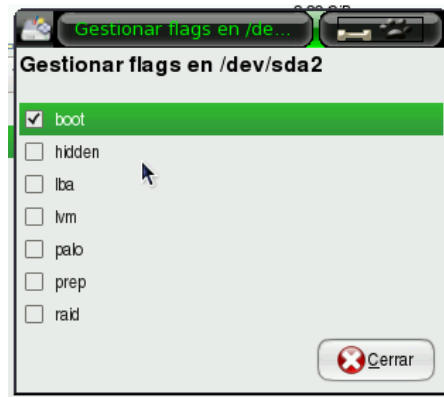 Gestionar flags en /de...
Gestionar flags en /dev/sda2
boot
hidden
lba
lvm
palo
prep
raid
Cerrar